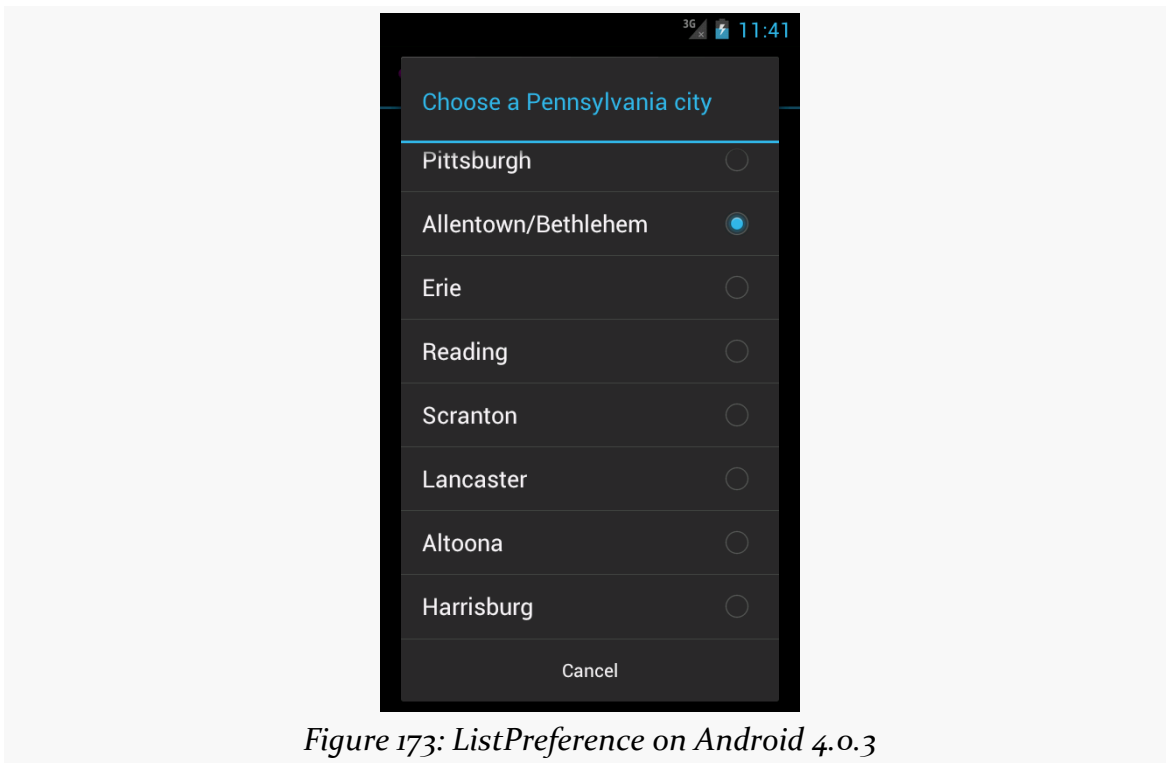 3G 11:41
Choose a Pennsylvania city
Pittsburgh
Allentown/Bethlehem
Erie
Reading
Scranton
Lancaster
Altoona
Harrisburg
Cancel
Figure 173: ListPreference on Android 4.0.3